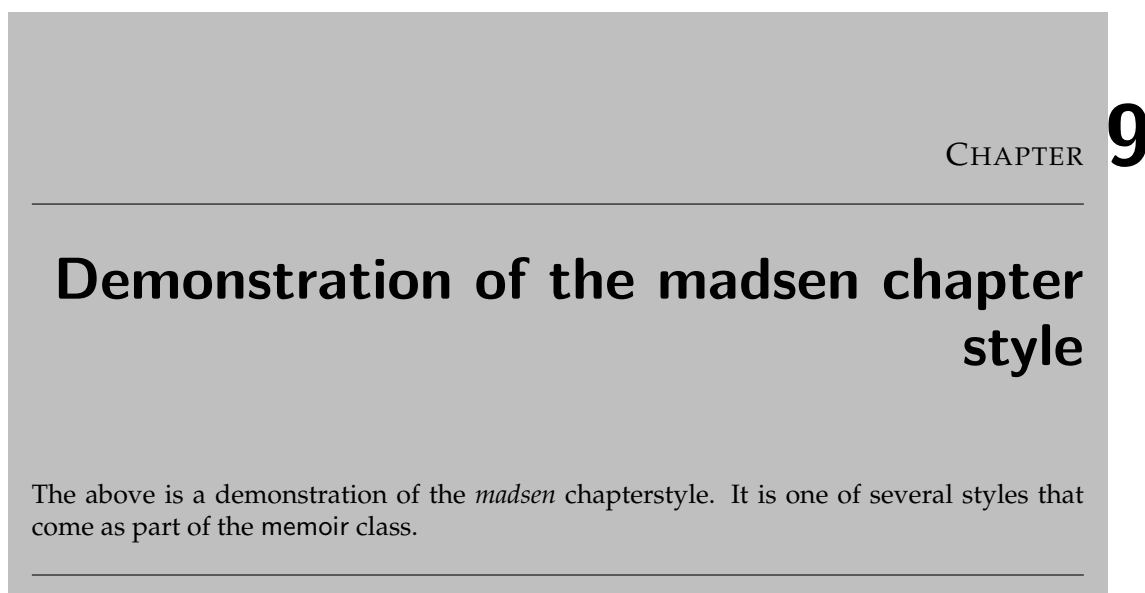 CHAPTER 9
Demonstration of the madsen chapter
style
The above is a demonstration of the madsen chapterstyle. It is one of several styles that
come as part of the memoir class.